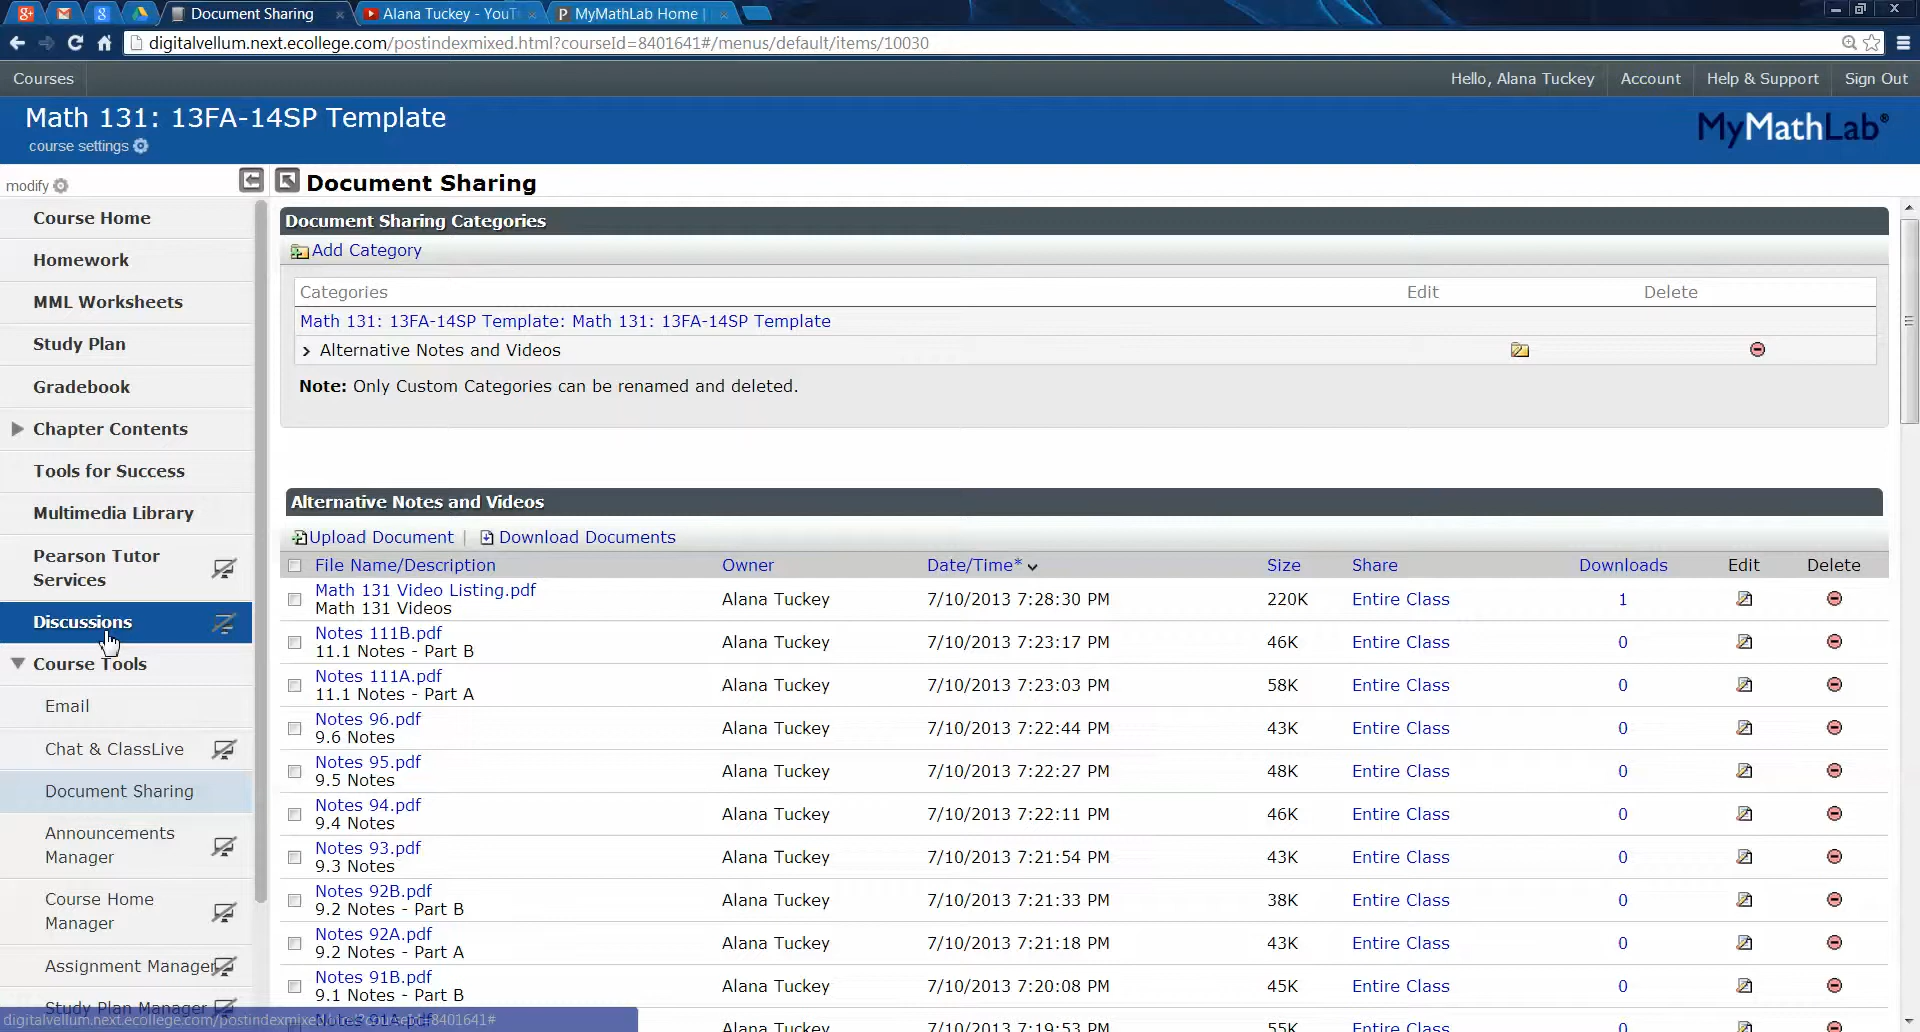 Document Sharing
Alana Tuckey - YouT
MyMathLab Home |
digitalvellum.next.ecollege.com/postindexmixed.html?courseId=8401641#/menus/default/items/10030
Courses
Hello, Alana Tuckey
Account
Help & Support
Sign Out
Math 131: 13FA-14SP Template
course settings
MyMathLab®
modify
Course Home
Homework
MML Worksheets
Study Plan
Gradebook
Chapter Contents
Tools for Success
Multimedia Library
Pearson Tutor
Services
Discussions
Course Tools
Email
Chat & ClassLive
Document Sharing
Announcements
Manager
Course Home
Manager
Assignment Manager
Study Plan Manager
Document Sharing
Document Sharing Categories
Add Category
Categories Edit Delete
Math 131: 13FA-14SP Template: Math 131: 13FA-14SP Template
Alternative Notes and Videos
Note: Only Custom Categories can be renamed and deleted.
Alternative Notes and Videos
Upload Document | Download Documents
File Name/Description Owner Date/Time* Size Share Downloads Edit Delete
Math 131 Video Listing.pdf
Math 131 Videos Alana Tuckey 7/10/2013 7:28:30 PM 220K Entire Class 1
Notes 111B.pdf
11.1 Notes - Part B Alana Tuckey 7/10/2013 7:23:17 PM 46K Entire Class 0
Notes 111A.pdf
11.1 Notes - Part A Alana Tuckey 7/10/2013 7:23:03 PM 58K Entire Class 0
Notes 96.pdf
9.6 Notes Alana Tuckey 7/10/2013 7:22:44 PM 43K Entire Class 0
Notes 95.pdf
9.5 Notes Alana Tuckey 7/10/2013 7:22:27 PM 48K Entire Class 0
Notes 94.pdf
9.4 Notes Alana Tuckey 7/10/2013 7:22:11 PM 46K Entire Class 0
Notes 93.pdf
9.3 Notes Alana Tuckey 7/10/2013 7:21:54 PM 43K Entire Class 0
Notes 92B.pdf
9.2 Notes - Part B Alana Tuckey 7/10/2013 7:21:33 PM 38K Entire Class 0
Notes 92A.pdf
9.2 Notes - Part A Alana Tuckey 7/10/2013 7:21:18 PM 43K Entire Class 0
Notes 91B.pdf
9.1 Notes - Part B Alana Tuckey 7/10/2013 7:20:08 PM 45K Entire Class 0
Notes 91A.pdf
Alana Tuckey 7/10/2013 7:19:53 PM 55K Entire Class 0